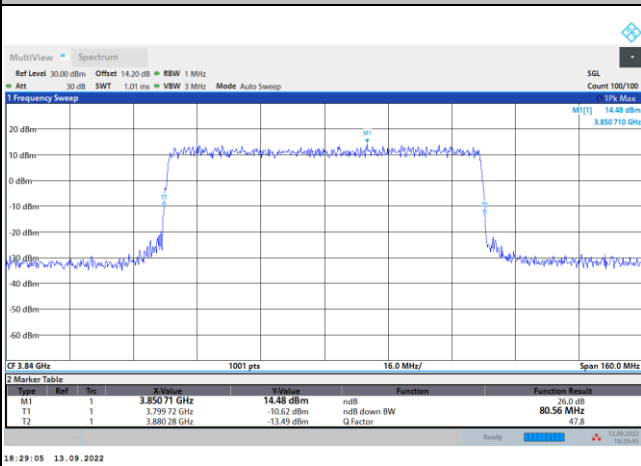 MultiView Spectrum
Ref Level 30.00 dBm Offset 14.20 dB RBW 1 MHz SGL
Att 30 dB SWT 1.01 ms VBW 3 MHz Mode Auto Sweep Count 100/100
1 Frequency Sweep 1Pk Max
M1[1] 14.48 dBm
3.850 710 GHz
20 dBm
M1
10 dBm
0 dBm
-10 dBm
-30 dBm
-40 dBm
-50 dBm
-60 dBm
CF 3.84 GHz 1001 pts 16.0 MHz/ Span 160.0 MHz
2 Marker Table
Type Ref Trc X-Value Y-Value Function Function Result
M1 1 3.850 71 GHz 14.48 dBm ndB 26.0 dB
T1 1 3.799 72 GHz -10.62 dBm ndB down BW 80.56 MHz
T2 1 3.880 28 GHz -13.49 dBm Q Factor 47.8
Ready 13.09.2022
18:29:05
18:29:05 13.09.2022